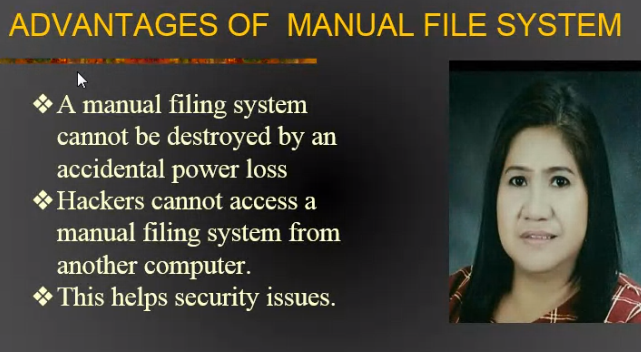 ADVANTAGES OF MANUAL FILE SYSTEM
❖A manual filing system
cannot be destroyed by an
accidental power loss
❖Hackers cannot access a
manual filing system from
another computer.
❖This helps security issues.